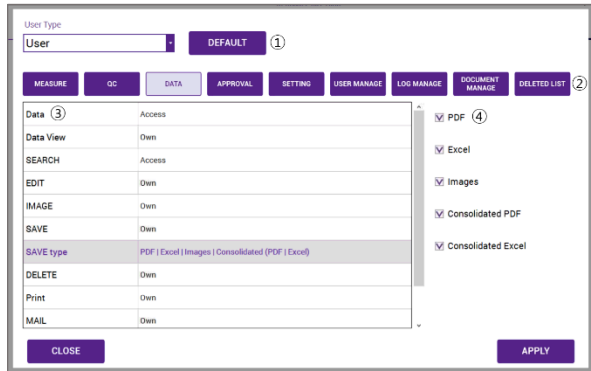 User Type
User DEFAULT ①
MEASURE QC DATA APPROVAL SETTING USER MANAGE LOG MANAGE DOCUMENT MANAGE DELETED LIST ②
Data ③ Access
Data View Own
SEARCH Access
EDIT Own
IMAGE Own
SAVE Own
SAVE type PDF | Excel | Images | Consolidated (PDF | Excel)
DELETE Own
Print Own
MAIL Own
PDF ④
Excel
Images
Consolidated PDF
Consolidated Excel
CLOSE APPLY